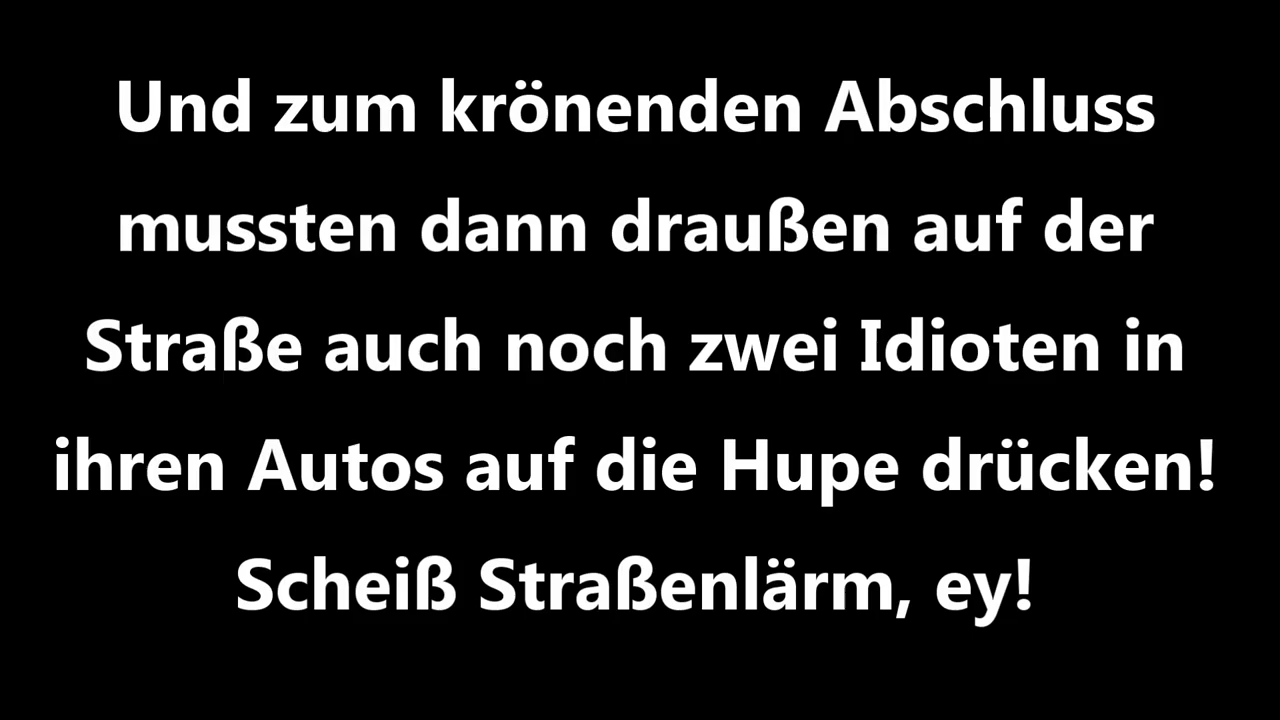 Und zum krönenden Abschluss
mussten dann draußen auf der
Straße auch noch zwei Idioten in
ihren Autos auf die Hupe drücken!
Scheiß Straßenlärm, ey!